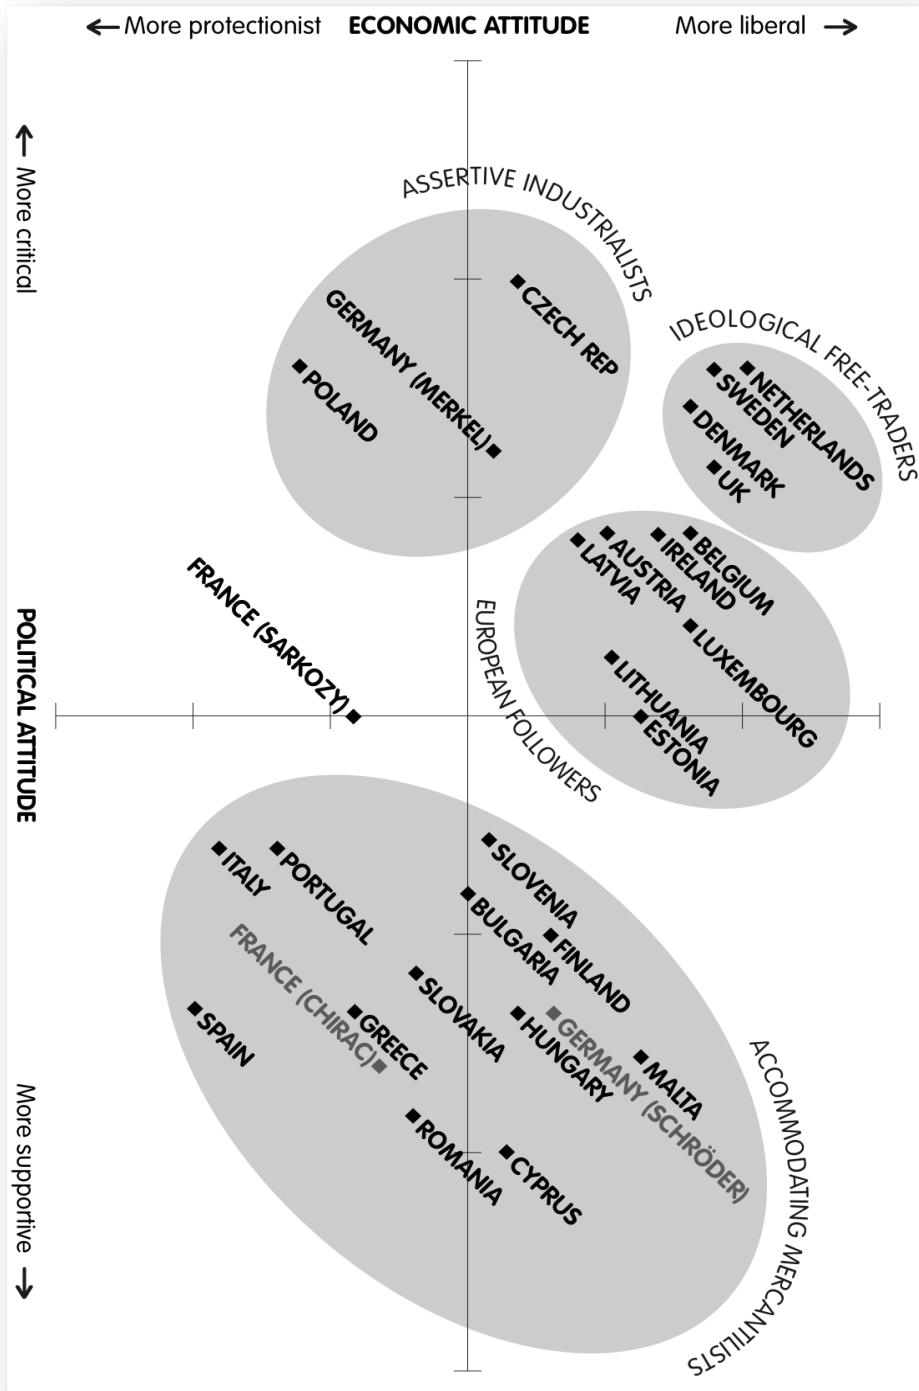 ← More protectionist ECONOMIC ATTITUDE More liberal →
← More critical
POLITICAL ATTITUDE
More supportive →
ASSERTIVE INDUSTRIALISTS
CZECH REP
GERMANY (MERKEL)
POLAND
IDEOLOGICAL FREE-TRADERS
NETHERLANDS
SWEDEN
DENMARK
UK
FRANCE (SARKOZY)
EUROPEAN FOLLOWERS
BELGIUM
IRELAND
AUSTRIA
LATVIA
LUXEMBOURG
LITHUANIA
ESTONIA
ACCOMMODATING MERCANTILISTS
SLOVENIA
ITALY
PORTUGAL
BULGARIA
FINLAND
FRANCE (CHIRAC)
SLOVAKIA
SPAIN
GREECE
HUNGARY
GERMANY (SCHRÖDER)
MALTA
ROMANIA
CYPRUS